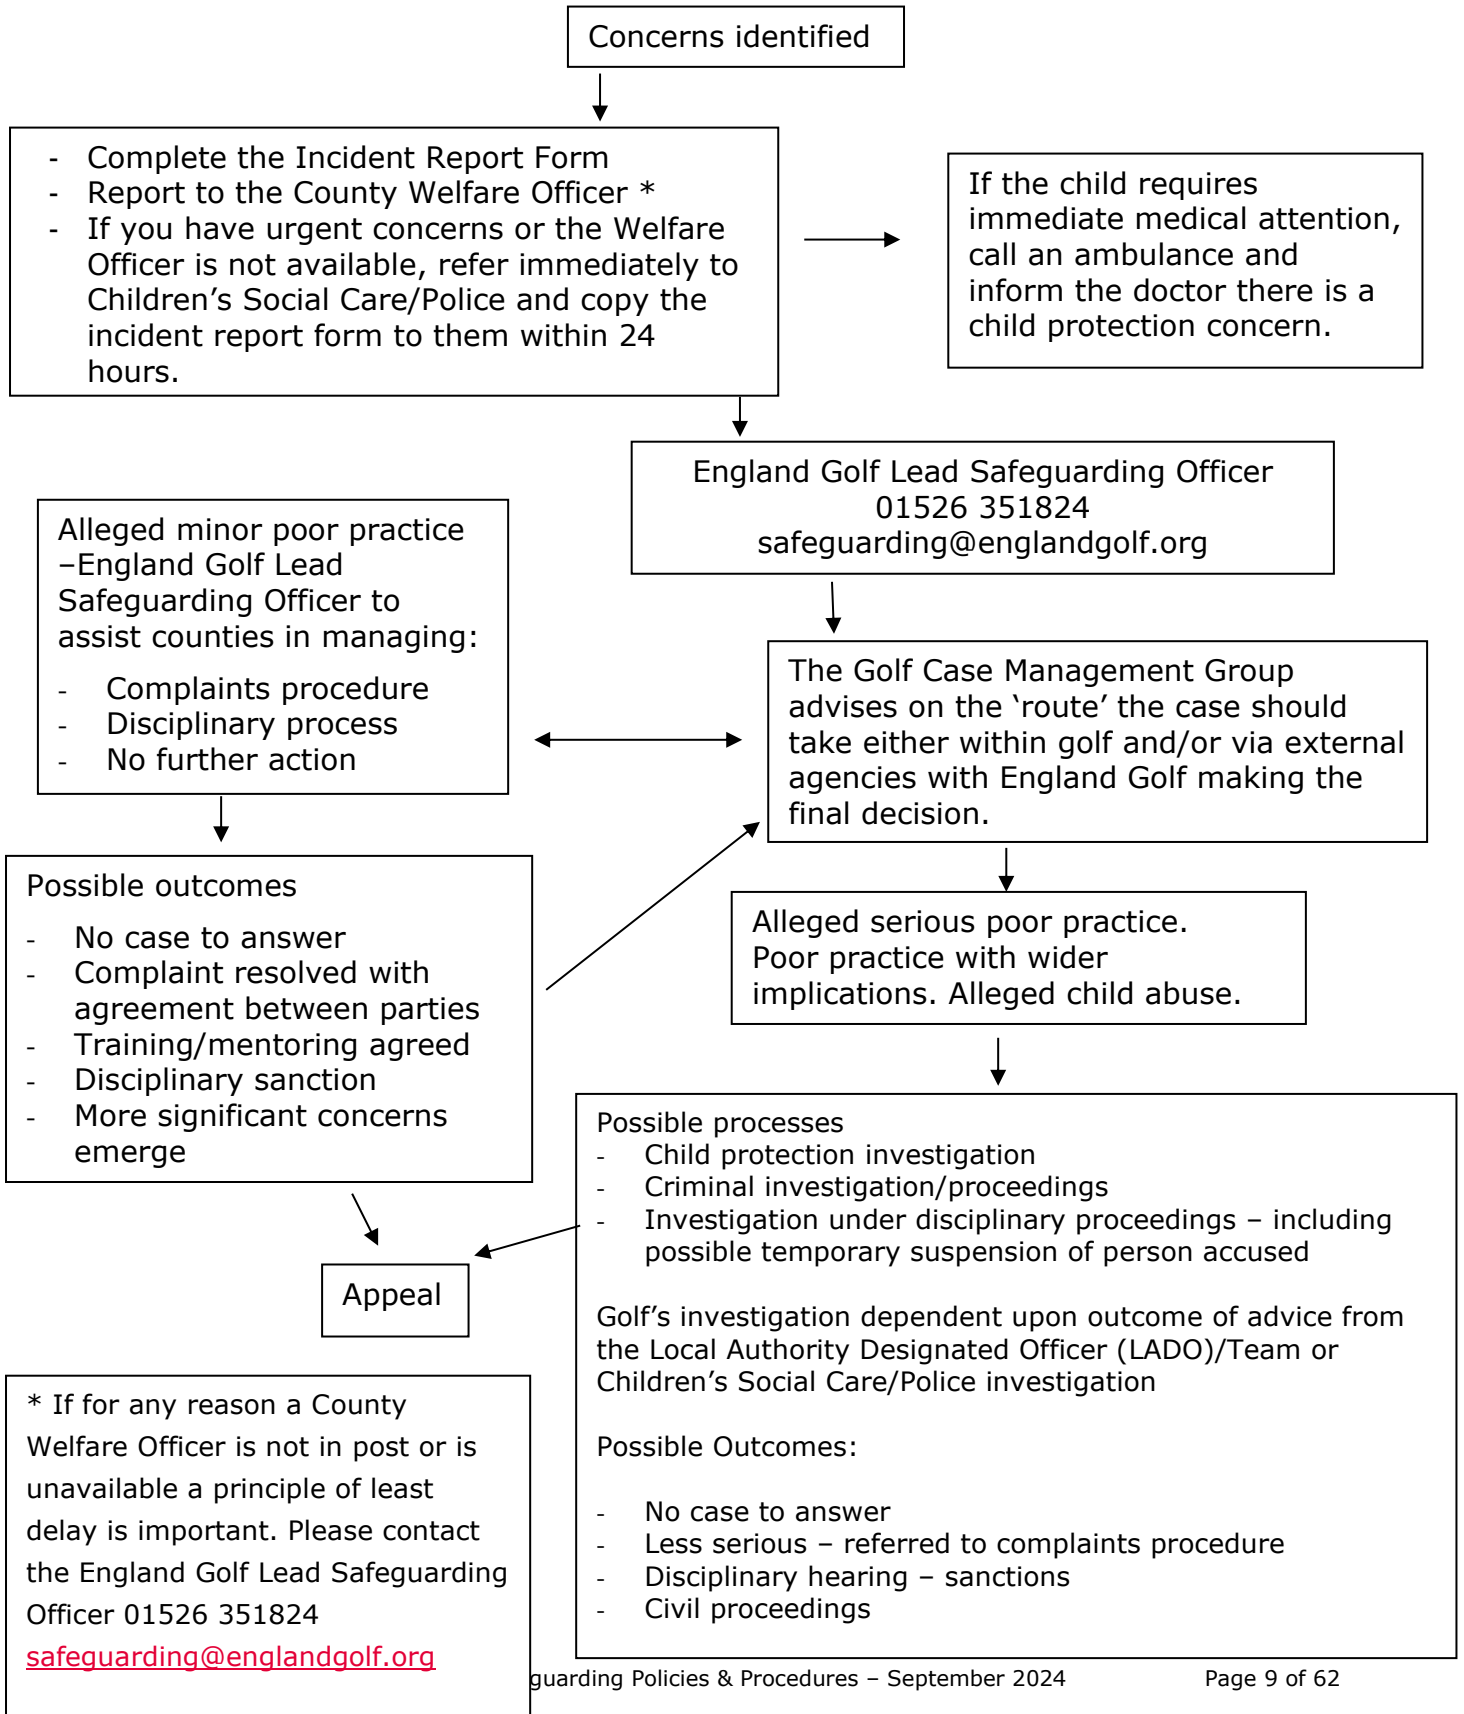 Concerns identified
- Complete the Incident Report Form
- Report to the County Welfare Officer *
- If you have urgent concerns or the Welfare
Officer is not available, refer immediately to
Children’s Social Care/Police and copy the
incident report form to them within 24
hours.
If the child requires
immediate medical attention,
call an ambulance and
inform the doctor there is a
child protection concern.
England Golf Lead Safeguarding Officer
01526 351824
safeguarding@englandgolf.org
Alleged minor poor practice
–England Golf Lead
Safeguarding Officer to
assist counties in managing:
- Complaints procedure
- Disciplinary process
- No further action
The Golf Case Management Group
advises on the ‘route’ the case should
take either within golf and/or via external
agencies with England Golf making the
final decision.
Possible outcomes
- No case to answer
- Complaint resolved with
agreement between parties
- Training/mentoring agreed
- Disciplinary sanction
- More significant concerns
emerge
Alleged serious poor practice.
Poor practice with wider
implications. Alleged child abuse.
Possible processes
- Child protection investigation
- Criminal investigation/proceedings
- Investigation under disciplinary proceedings – including
possible temporary suspension of person accused
Golf’s investigation dependent upon outcome of advice from
the Local Authority Designated Officer (LADO)/Team or
Children’s Social Care/Police investigation
Possible Outcomes:
- No case to answer
- Less serious – referred to complaints procedure
- Disciplinary hearing – sanctions
- Civil proceedings
Appeal
* If for any reason a County
Welfare Officer is not in post or is
unavailable a principle of least
delay is important. Please contact
the England Golf Lead Safeguarding
Officer 01526 351824
safeguarding@englandgolf.org
guarding Policies & Procedures – September 2024 Page 9 of 62